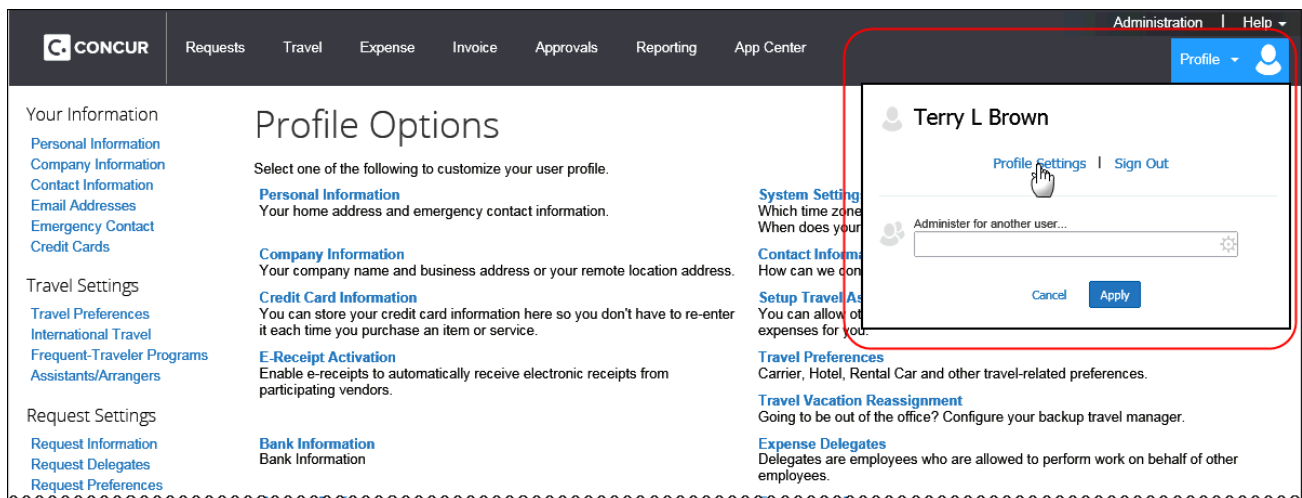 Administration | Help
C. CONCUR Requests Travel Expense Invoice Approvals Reporting App Center
Profile
Terry L Brown
Profile Settings | Sign Out
Administer for another user...
Cancel Apply
Your Information
Personal Information
Company Information
Contact Information
Email Addresses
Emergency Contact
Credit Cards
Travel Settings
Travel Preferences
International Travel
Frequent-Traveler Programs
Assistants/Arrangers
Request Settings
Request Information
Request Delegates
Request Preferences
Profile Options
Select one of the following to customize your user profile.
Personal Information
Your home address and emergency contact information.
Company Information
Your company name and business address or your remote location address.
Credit Card Information
You can store your credit card information here so you don't have to re-enter
it each time you purchase an item or service.
E-Receipt Activation
Enable e-receipts to automatically receive electronic receipts from
participating vendors.
Bank Information
Bank Information
System Setting
Which time zone
When does your
Contact Inform
How can we con
Setup Travel As
You can allow ot
expenses for you.
Travel Preferences
Carrier, Hotel, Rental Car and other travel-related preferences.
Travel Vacation Reassignment
Going to be out of the office? Configure your backup travel manager.
Expense Delegates
Delegates are employees who are allowed to perform work on behalf of other
employees.